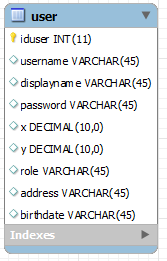 user
iduser INT(11)
username VARCHAR(45)
displayname VARCHAR(45)
password VARCHAR(45)
x DECIMAL(10,0)
y DECIMAL(10,0)
role VARCHAR(45)
address VARCHAR(45)
birthdate VARCHAR(45)
Indexes